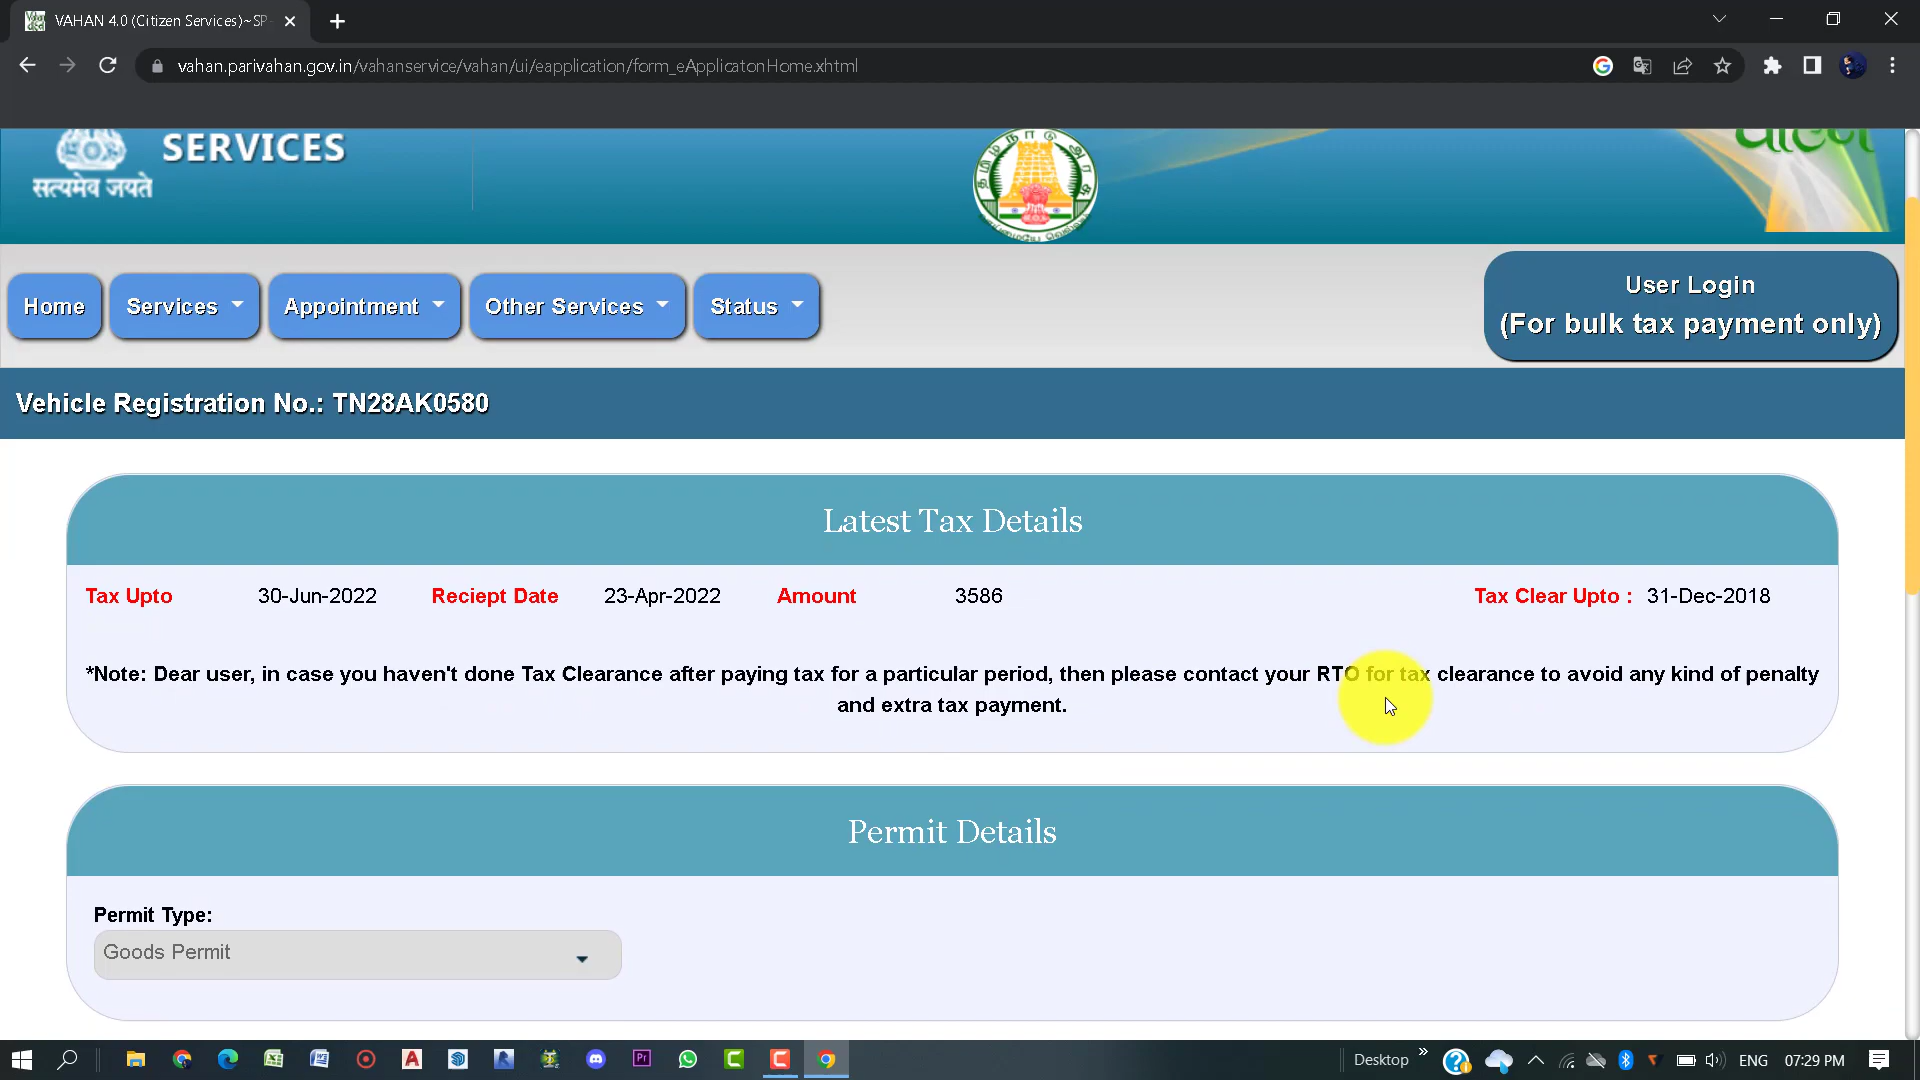 VAHAN 4.0 (Citizen Services)~SP
vahan.parivahan.gov.in/vahanservice/vahan/ui/eapplication/form_eApplicatonHome.xhtml
SERVICES
सत्यमेव जयते
Home
Services
Appointment
Other Services
Status
User Login
(For bulk tax payment only)
Vehicle Registration No.: TN28AK0580
Latest Tax Details
Tax Upto 30-Jun-2022 Reciept Date 23-Apr-2022 Amount 3586 Tax Clear Upto : 31-Dec-2018
*Note: Dear user, in case you haven't done Tax Clearance after paying tax for a particular period, then please contact your RTO for tax clearance to avoid any kind of penalty
and extra tax payment.
Permit Details
Permit Type:
Goods Permit
Desktop
ENG
07:29 PM